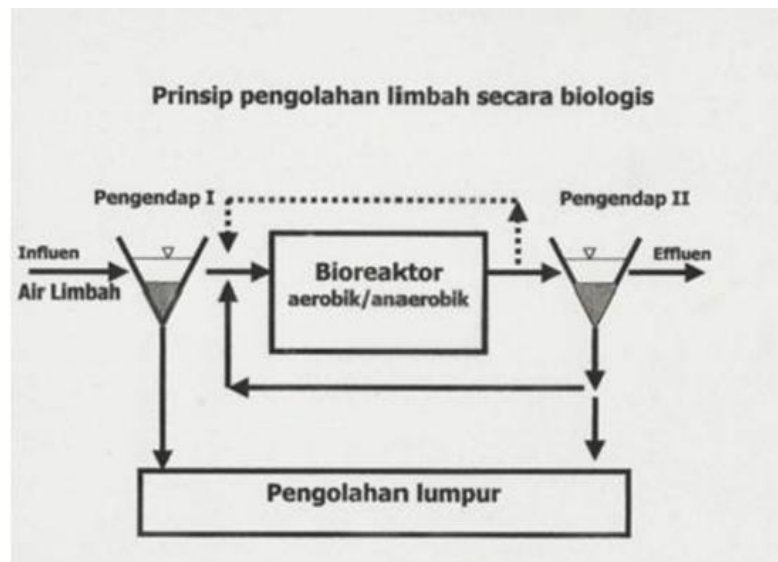 Prinsip pengolahan limbah secara biologis
Pengendap I
Pengendap II
Influen
Air Limbah
Bioreaktor
aerobik/anaerobik
Effluen
Pengolahan lumpur